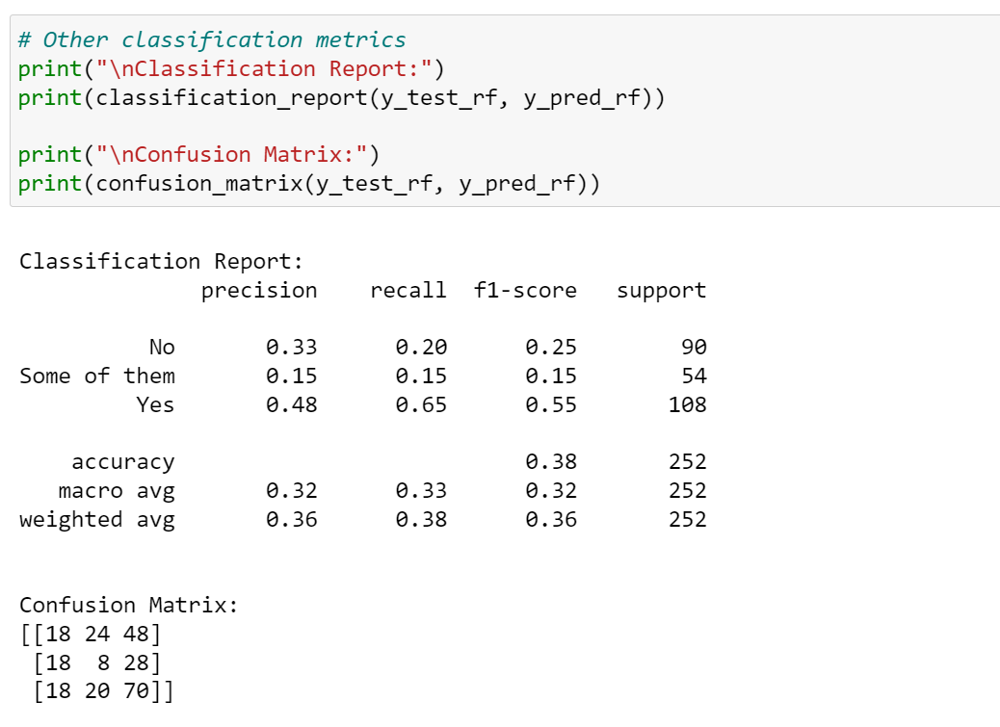 # Other classification metrics
print("\nClassification Report:")
print(classification_report(y_test_rf, y_pred_rf))
print("\nConfusion Matrix:")
print(confusion_matrix(y_test_rf, y_pred_rf))
Classification Report:
precision recall f1-score support
No 0.33 0.20 0.25 90
Some of them 0.15 0.15 0.15 54
Yes 0.48 0.65 0.55 108
accuracy 0.38 252
macro avg 0.32 0.33 0.32 252
weighted avg 0.36 0.38 0.36 252
Confusion Matrix:
[[18 24 48]
[18 8 28]
[18 20 70]]